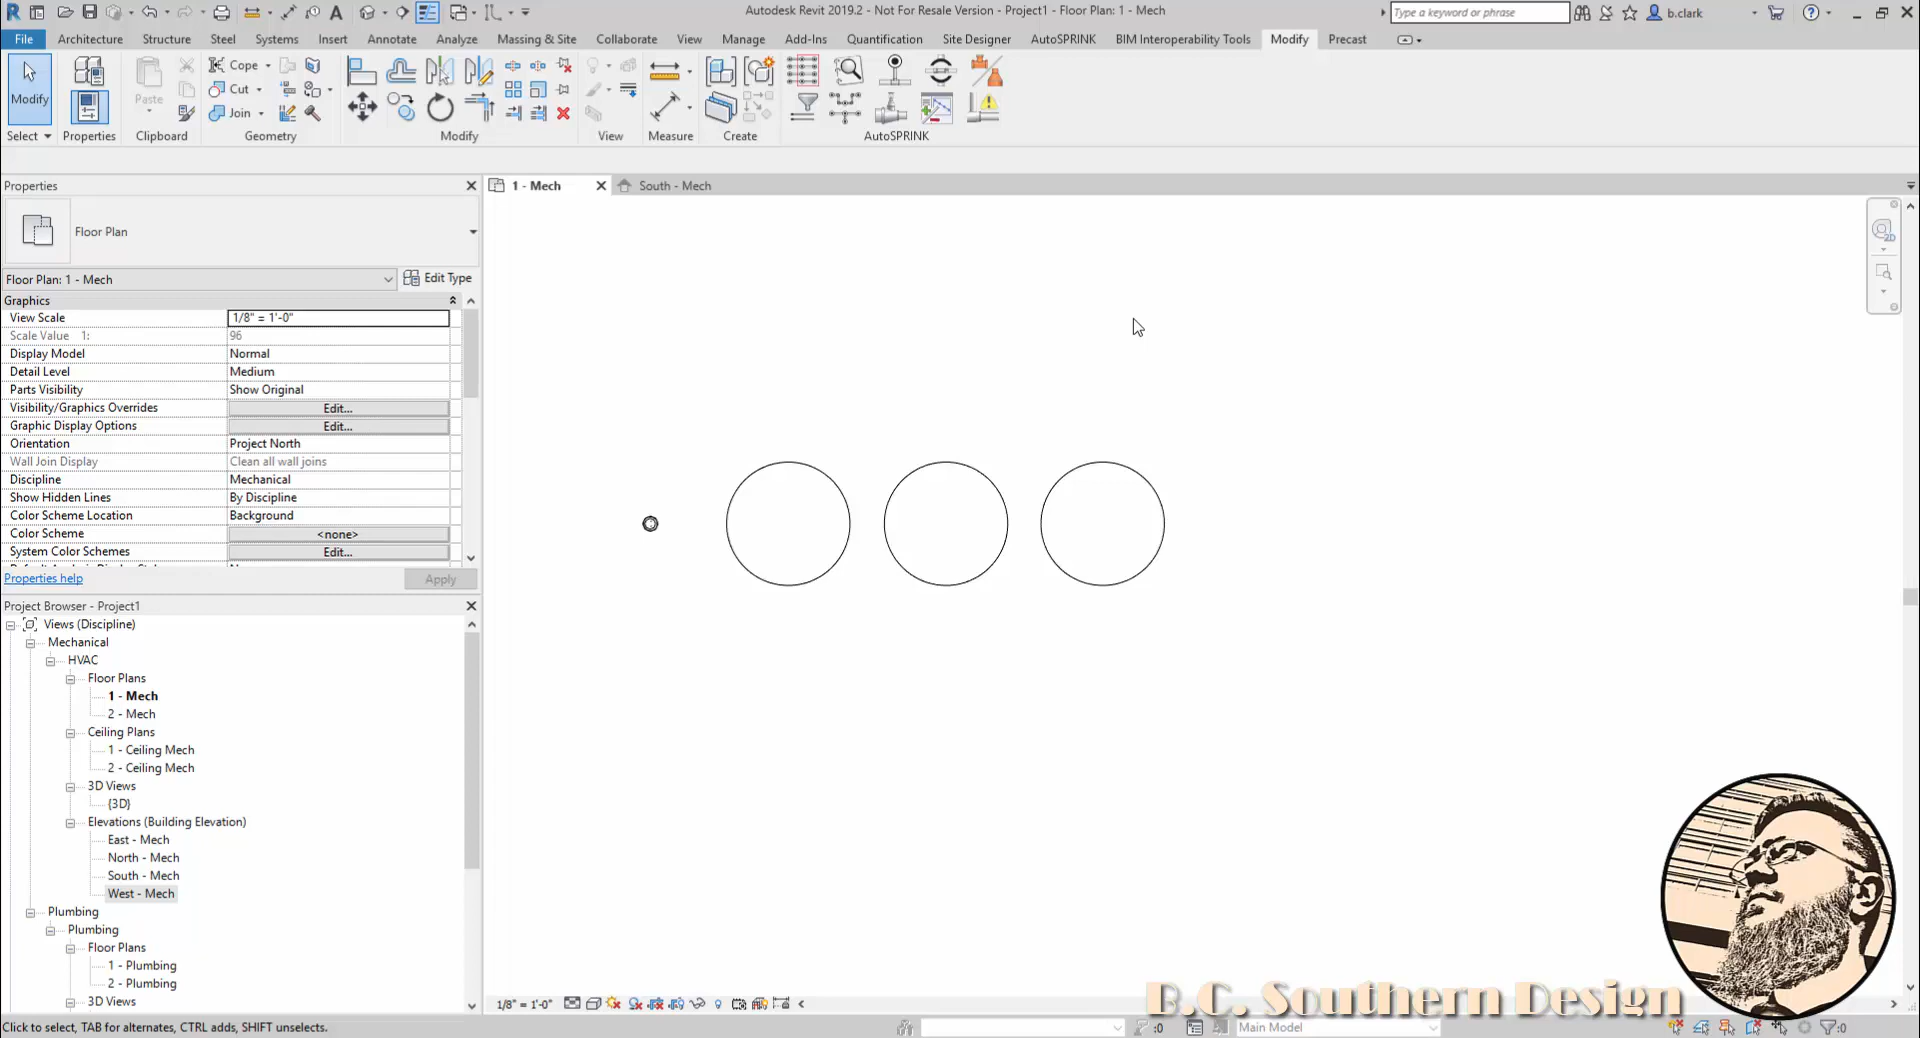 Autodesk Revit 2019.2 - Not For Resale Version - Project1 - Floor Plan: 1 - Mech
Type a keyword or phrase
b.clark
File Architecture Structure Steel Systems Insert Annotate Analyze Massing & Site Collaborate View Manage Add-Ins Quantification Site Designer AutoSPRINK BIM Interoperability Tools Modify Precast
Modify
Paste
Cope
Cut
Join
Select Properties Clipboard Geometry Modify View Measure Create AutoSPRINK
Properties
1 - Mech
South - Mech
Floor Plan
Floor Plan: 1 - Mech
Edit Type
Graphics
View Scale 1/8" = 1'-0"
Scale Value 1: 96
Display Model Normal
Detail Level Medium
Parts Visibility Show Original
Visibility/Graphics Overrides Edit...
Graphic Display Options Edit...
Orientation Project North
Wall Join Display Clean all wall joins
Discipline Mechanical
Show Hidden Lines By Discipline
Color Scheme Location Background
Color Scheme <none>
System Color Schemes Edit...
Properties help
Apply
Project Browser - Project1
Views (Discipline)
Mechanical
HVAC
Floor Plans
1 - Mech
2 - Mech
Ceiling Plans
1 - Ceiling Mech
2 - Ceiling Mech
3D Views
{3D}
Elevations (Building Elevation)
East - Mech
North - Mech
South - Mech
West - Mech
Plumbing
Plumbing
Floor Plans
1 - Plumbing
2 - Plumbing
3D Views
1/8" = 1'-0"
B.C. Southern Design
Click to select, TAB for alternates, CTRL adds, SHIFT unselects.
:0
Main Model
:0
2D